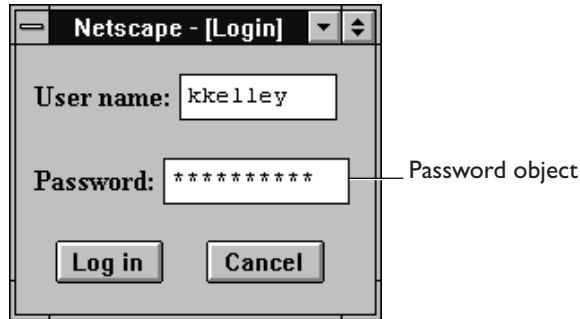 Netscape - [Login]
User name: kkelley
Password: ********** Password object
Log in Cancel